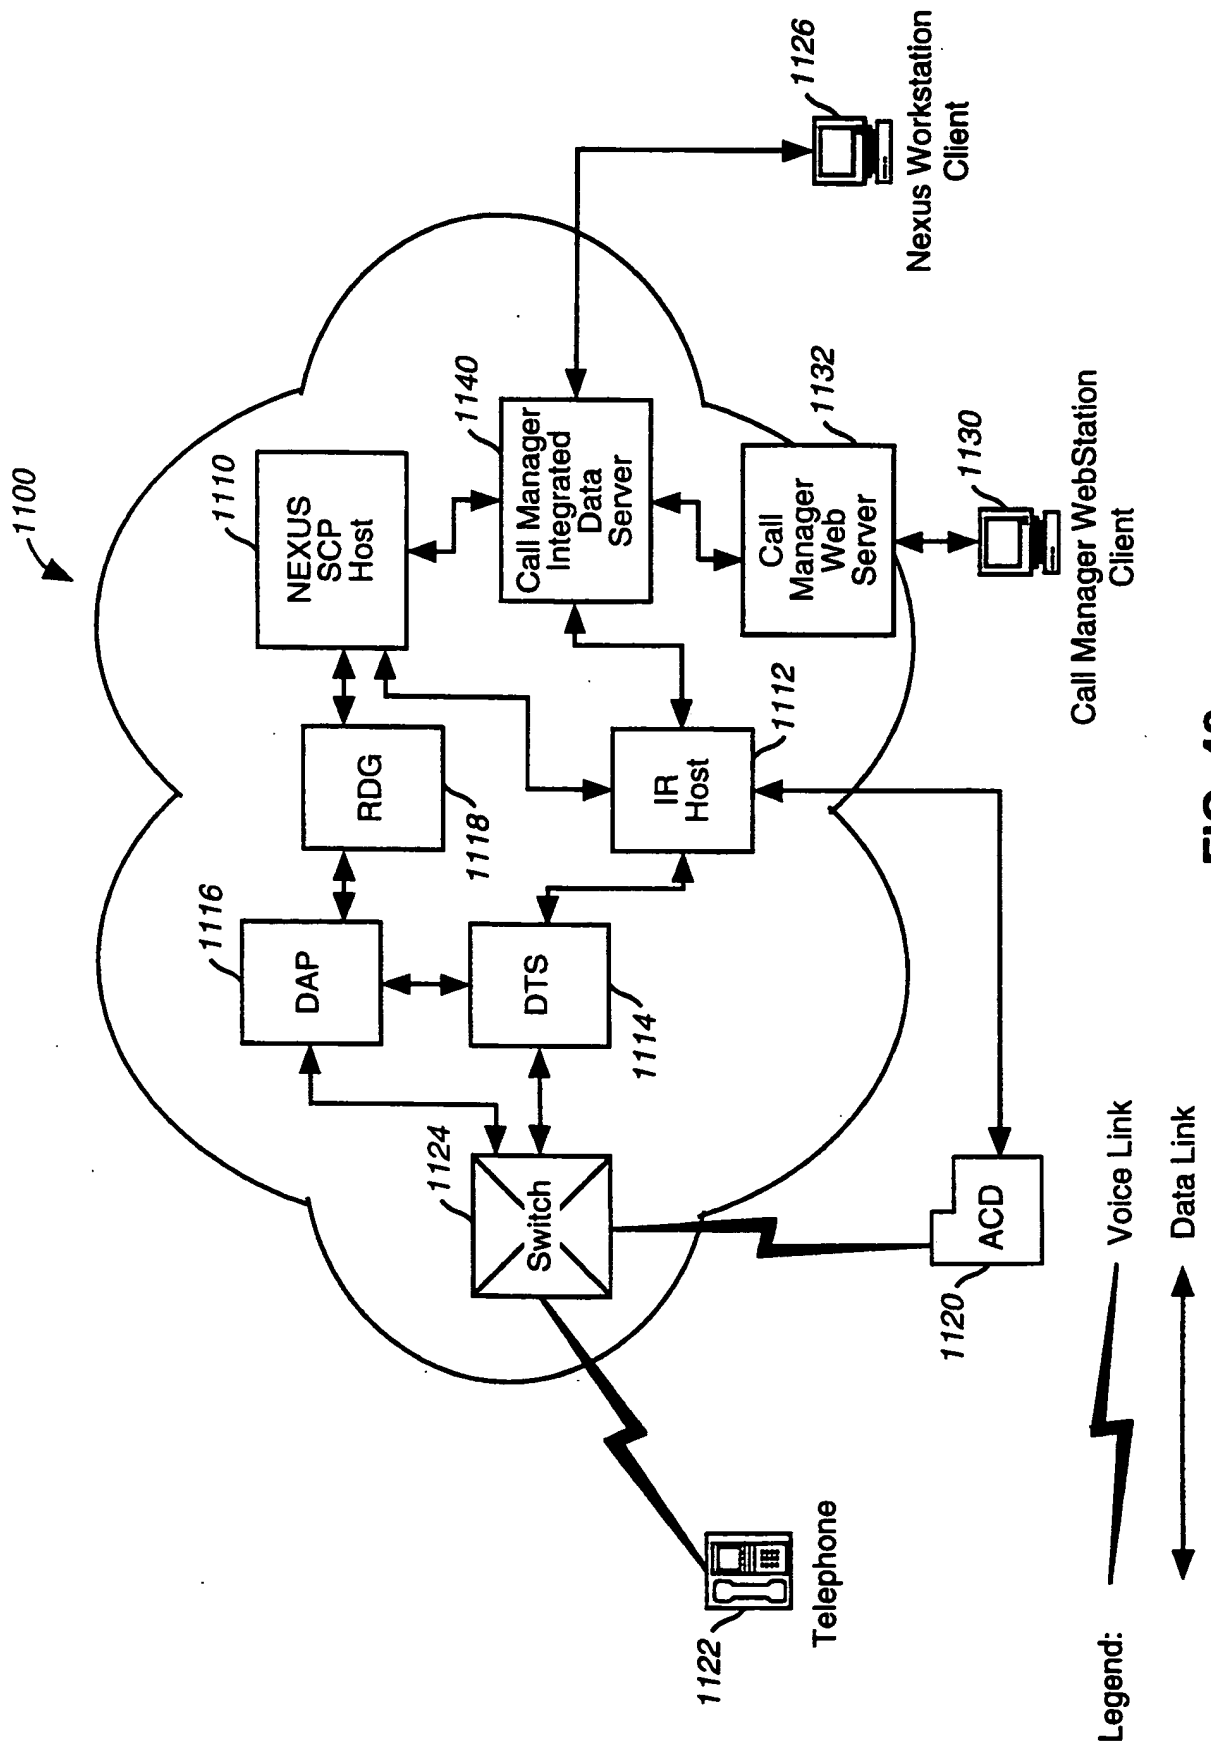 1100
1110
NEXUS
SCP
Host
1140
Call Manager
Integrated
Data
Server
1126
Nexus Workstation
Client
1116
DAP
RDG
1118
1124
Switch
DTS
1114
IR
Host
1112
Call
Manager
Web
Server
1132
1130
Call Manager WebStation
Client
1122
Telephone
1120
ACD
Legend:
Voice Link
Data Link